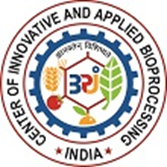 CENTER OF INNOVATIVE AND APPLIED BIOPROCESSING
INDIA